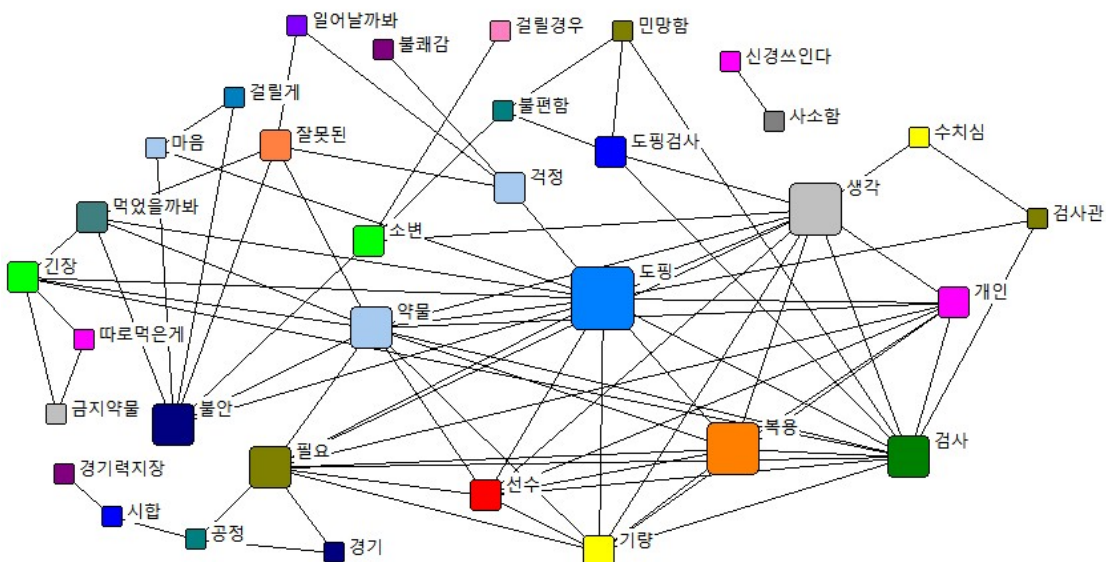 일어날까봐
걸릴경우
민망함
불쾌감
신경쓰인다
걸릴게
불편함
사소함
마음
잘못된
도핑검사
수치심
걱정
생각
먹었을까봐
소변
검사관
긴장
도핑
개인
약물
따로먹은게
금지약물
불안
복용
필요
검사
경기력지장
선수
시합
공정
경기
기량